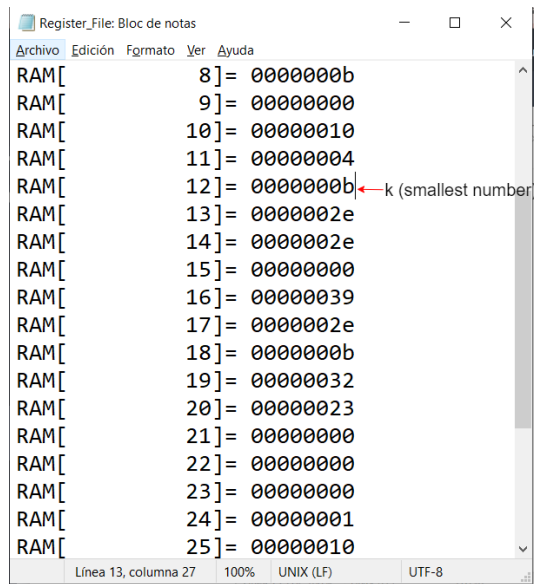 Register_File: Bloc de notas
Archivo Edición Formato Ver Ayuda
RAM[ 8]= 0000000b
RAM[ 9]= 00000000
RAM[ 10]= 00000010
RAM[ 11]= 00000004
RAM[ 12]= 0000000b k (smallest number)
RAM[ 13]= 0000002e
RAM[ 14]= 0000002e
RAM[ 15]= 00000000
RAM[ 16]= 00000039
RAM[ 17]= 0000002e
RAM[ 18]= 0000000b
RAM[ 19]= 00000032
RAM[ 20]= 00000023
RAM[ 21]= 00000000
RAM[ 22]= 00000000
RAM[ 23]= 00000000
RAM[ 24]= 00000001
RAM[ 25]= 00000010
Línea 13, columna 27 100% UNIX (LF) UTF-8